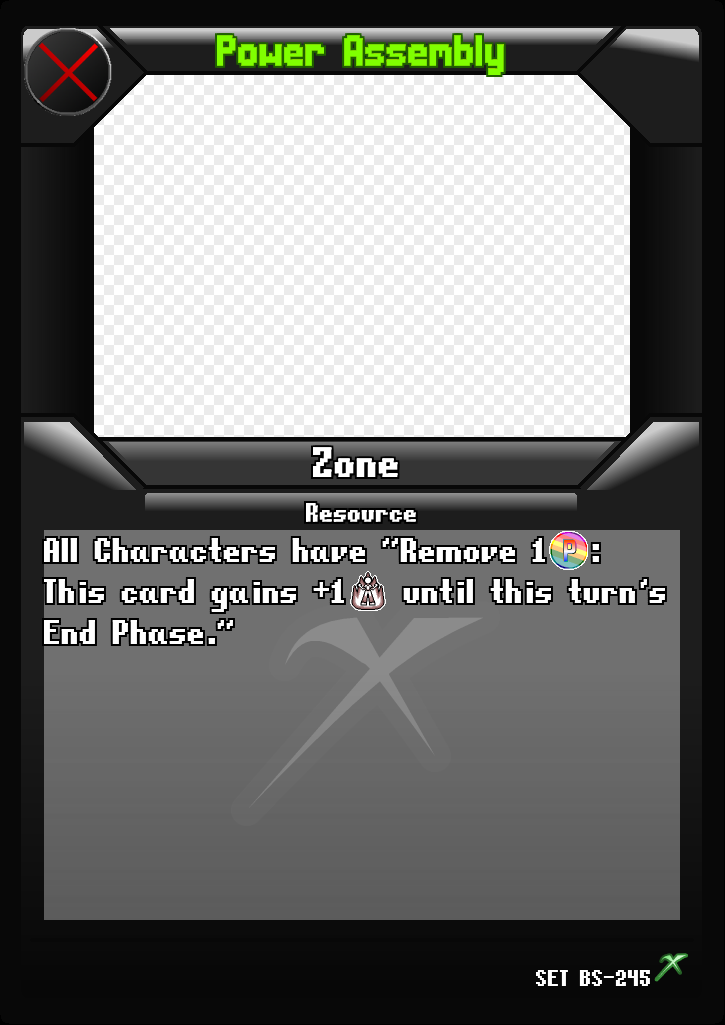 Power Assembly
Zone
Resource
All Characters have “Remove 1 P:
This card gains +1 A until this turn's
End Phase.”
SET BS-245